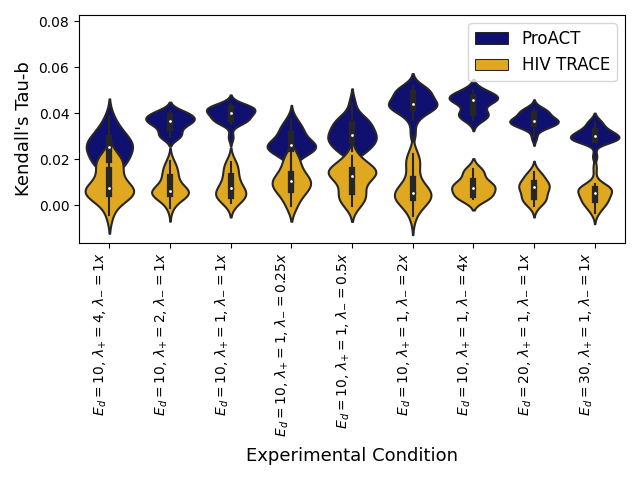 0.08
0.06
0.04
0.02
0.00
Kendall's Tau-b
ProACT
HIV TRACE
E_d = 10, λ_+ = 4, λ_− = 1x
E_d = 10, λ_+ = 2, λ_− = 1x
E_d = 10, λ_+ = 1, λ_− = 1x
E_d = 10, λ_+ = 1, λ_− = 0.25x
E_d = 10, λ_+ = 1, λ_− = 0.5x
E_d = 10, λ_+ = 1, λ_− = 2x
E_d = 10, λ_+ = 1, λ_− = 4x
E_d = 20, λ_+ = 1, λ_− = 1x
E_d = 30, λ_+ = 1, λ_− = 1x
Experimental Condition